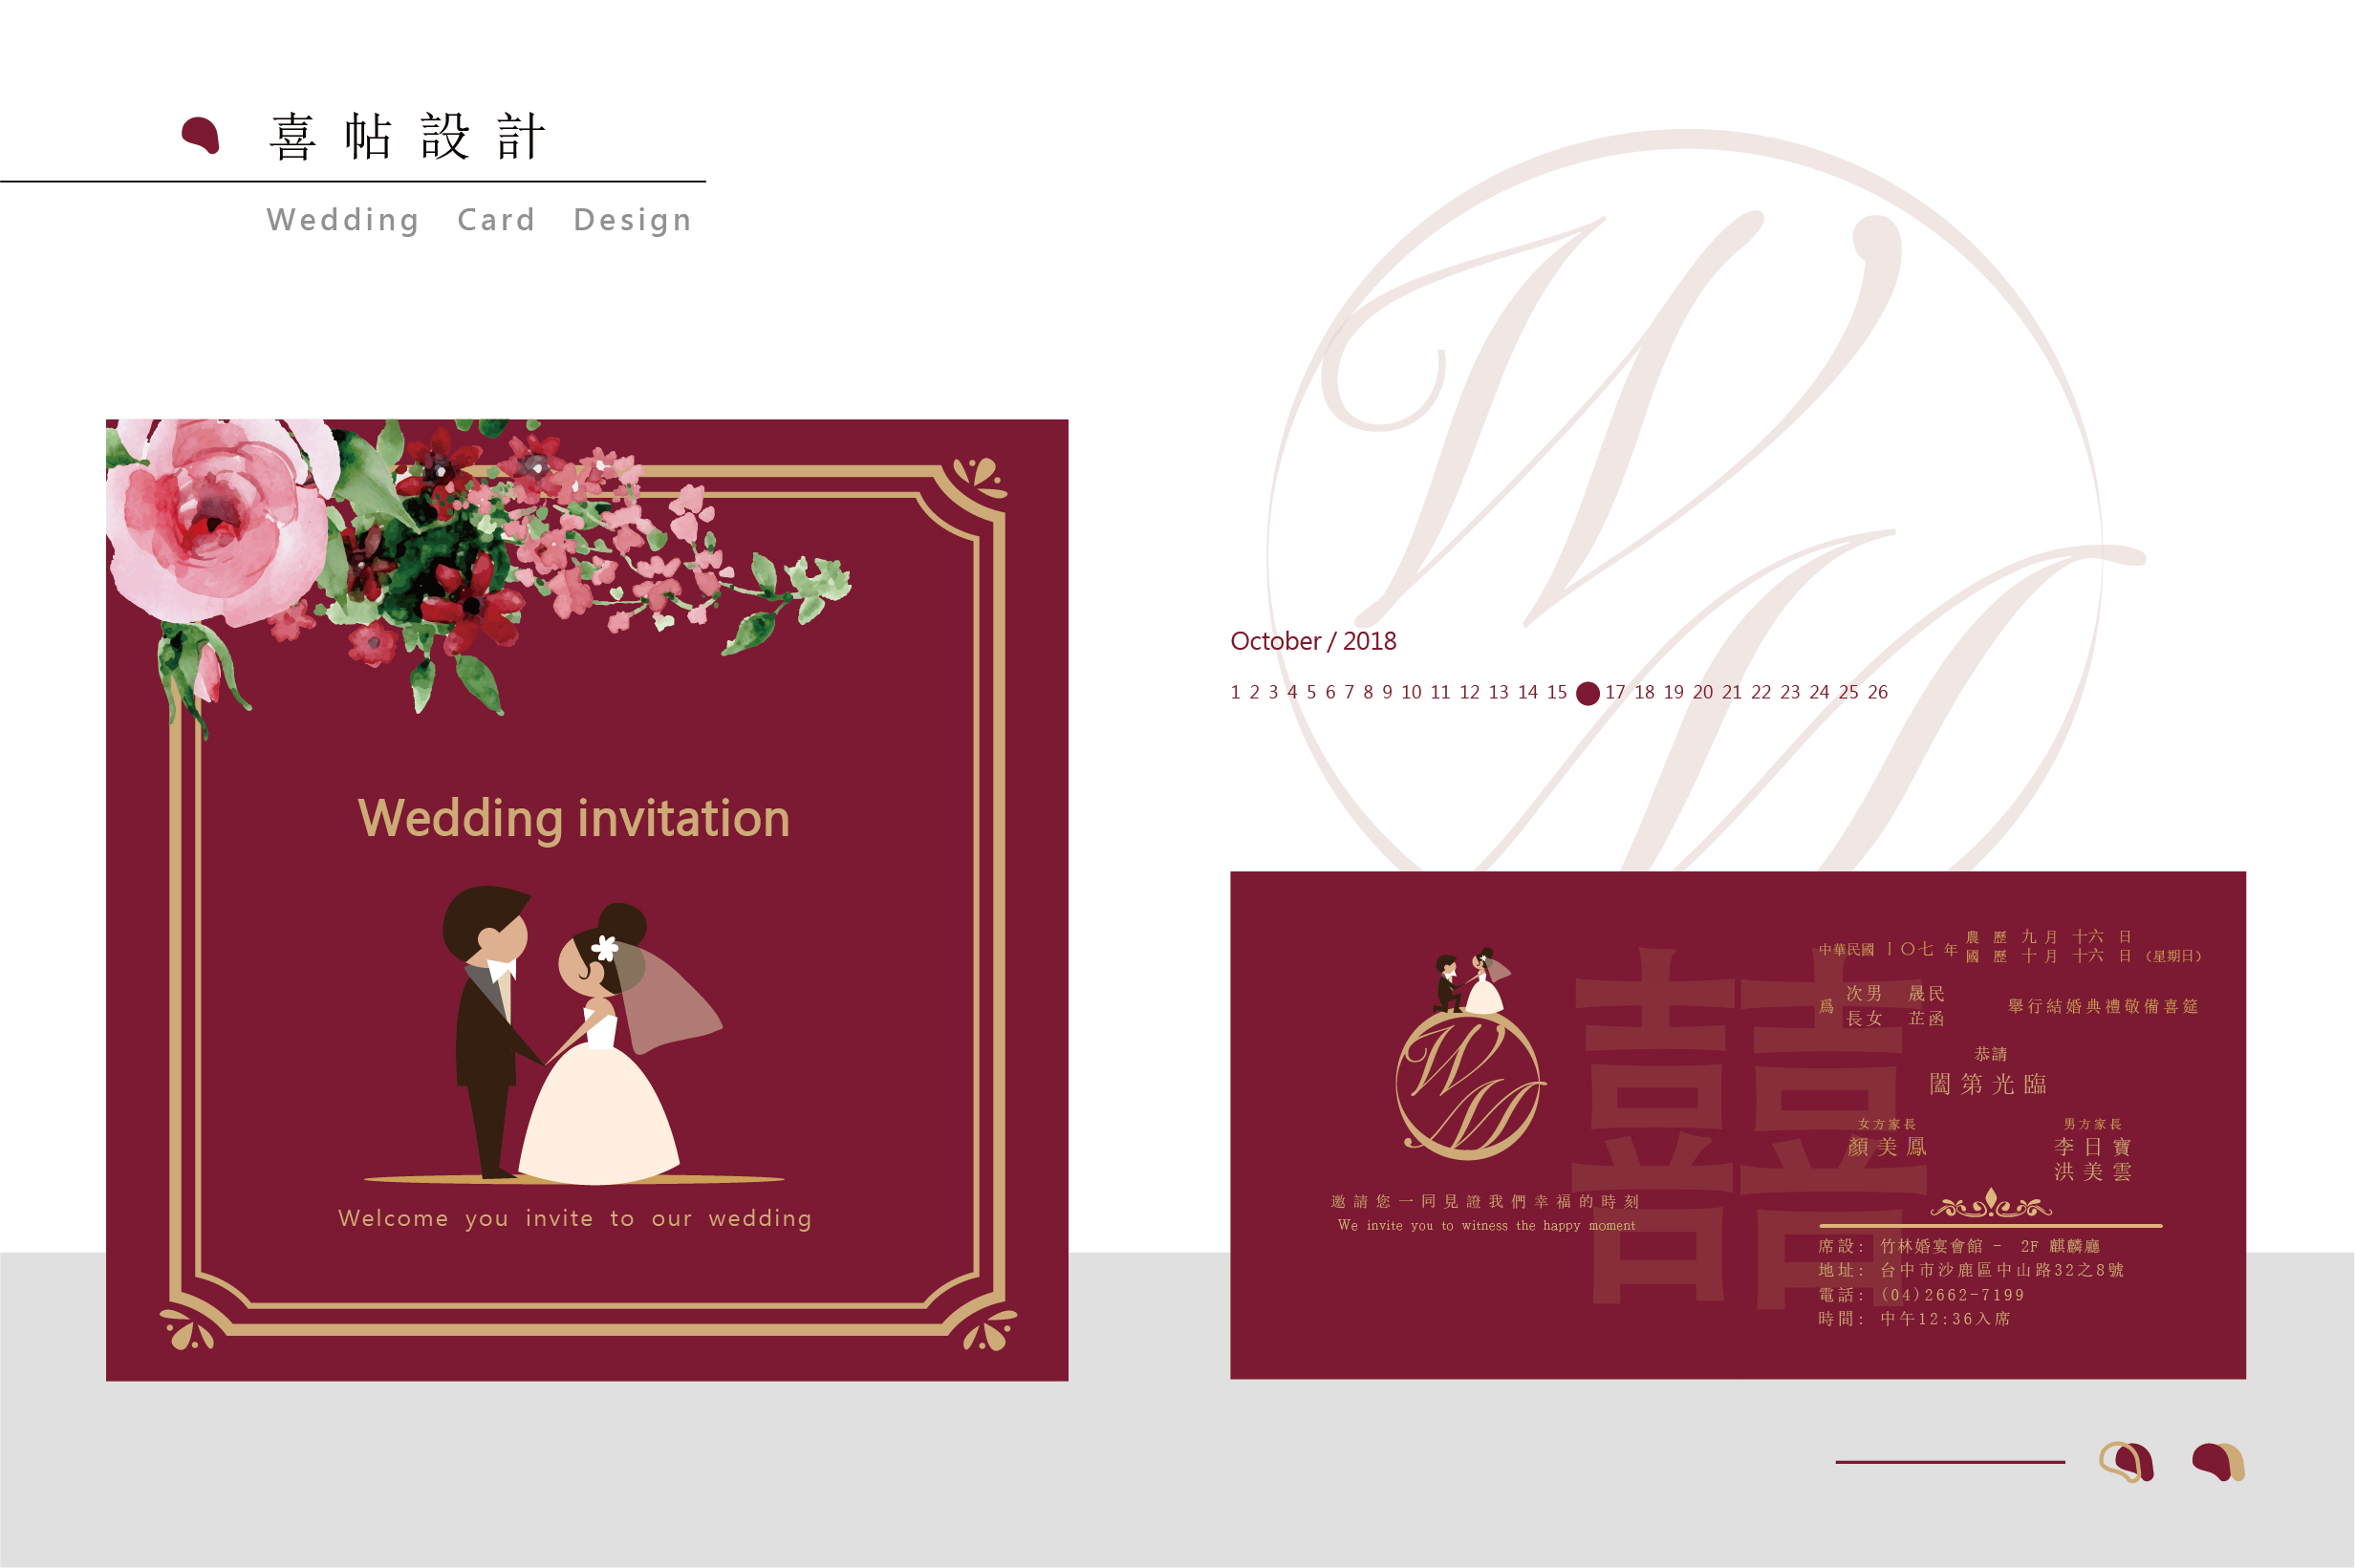 喜帖設計
Wedding Card Design
Wedding invitation
Welcome you invite to our wedding
October / 2018
1 2 3 4 5 6 7 8 9 10 11 12 13 14 15 17 18 19 20 21 22 23 24 25 26
邀請您一同見證我們幸福的時刻
We invite you to witness the happy moment
囍
中華民國 一〇七 年
農 歷 九 月 十六 日
國 歷 十 月 十六 日 (星期日)
爲
次男 晟民
長女 芷函
舉行結婚典禮敬備喜筵
恭請
闔第光臨
女方家長
顏美鳳
男方家長
李日寶
洪美雲
席設: 竹林婚宴會館 - 2F 麒麟廳
地址: 台中市沙鹿區中山路32之8號
電話: (04)2662-7199
時間: 中午12:36入席